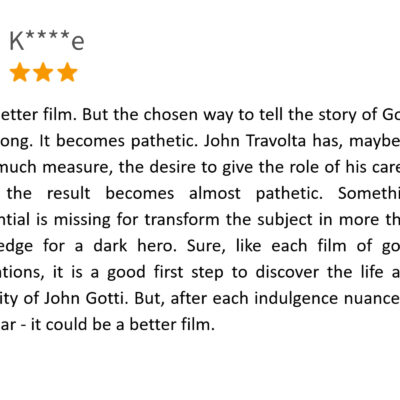 K****e
etter film. But the chosen way to tell the story of Go
ong. It becomes pathetic. John Travolta has, maybe
much measure, the desire to give the role of his care
the result becomes almost pathetic. Somethi
ntial is missing for transform the subject in more th
edge for a dark hero. Sure, like each film of go
tions, it is a good first step to discover the life a
ity of John Gotti. But, after each indulgence nuance
ar - it could be a better film.